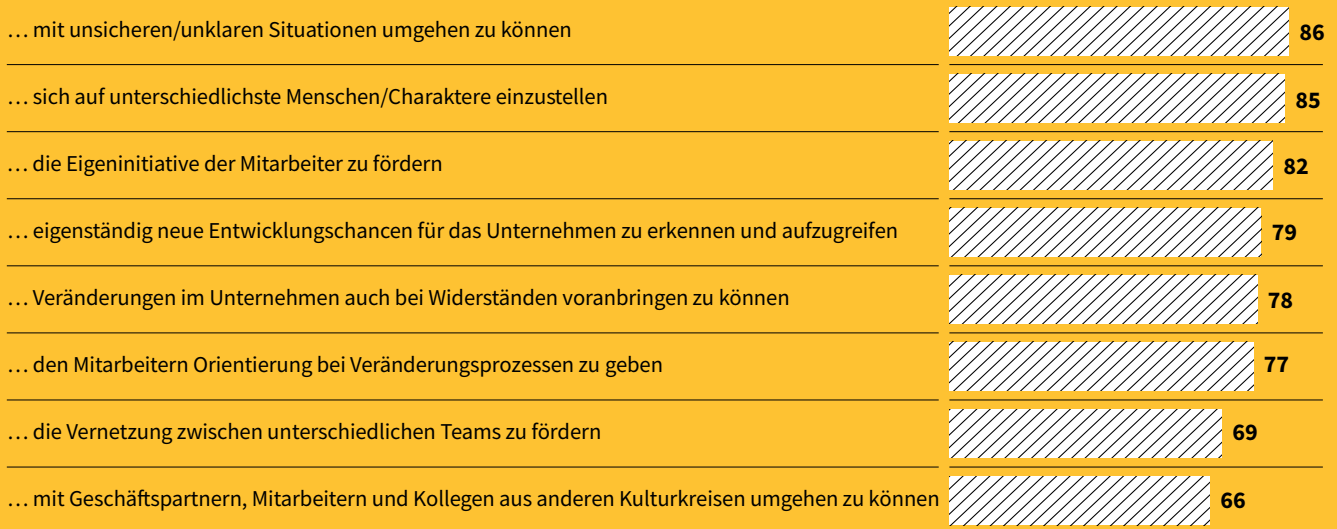 … mit unsicheren/unklaren Situationen umgehen zu können 86
… sich auf unterschiedlichste Menschen/Charaktere einzustellen 85
… die Eigeninitiative der Mitarbeiter zu fördern 82
… eigenständig neue Entwicklungschancen für das Unternehmen zu erkennen und aufzugreifen 79
… Veränderungen im Unternehmen auch bei Widerständen voranbringen zu können 78
… den Mitarbeitern Orientierung bei Veränderungsprozessen zu geben 77
… die Vernetzung zwischen unterschiedlichen Teams zu fördern 69
… mit Geschäftspartnern, Mitarbeitern und Kollegen aus anderen Kulturkreisen umgehen zu können 66